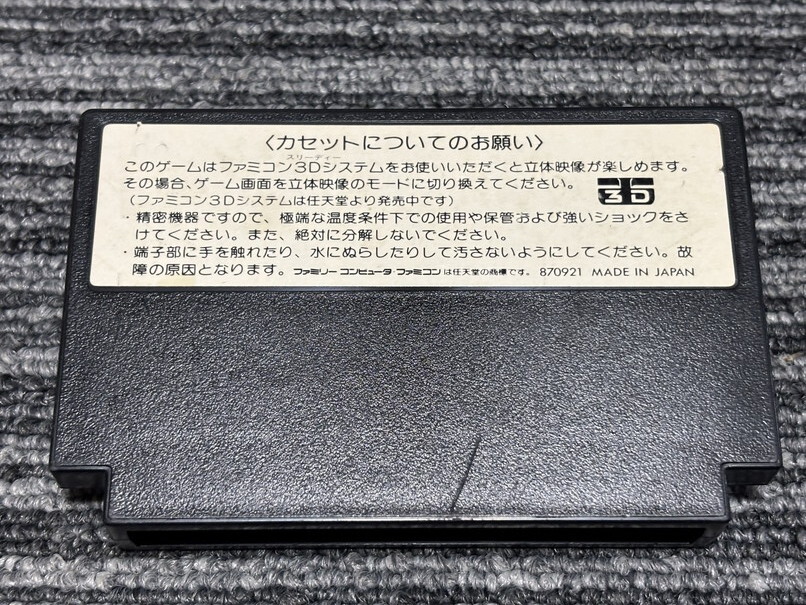 〈カセットについてのお願い〉
スリーディー
このゲームはファミコン3Dシステムをお使いいただくと立体映像が楽しめます。
その場合、ゲーム画面を立体映像のモードに切り換えてください。
3D
(ファミコン3Dシステムは任天堂より発売中です)
・精密機器ですので、極端な温度条件下での使用や保管および強いショックをさ
けてください。また、絶対に分解しないでください。
・端子部に手を触れたり、水にぬらしたりして汚さないようにしてください。故
障の原因となります。ファミリーコンピュータ・ファミコンは任天堂の商標です。 870921 MADE IN JAPAN